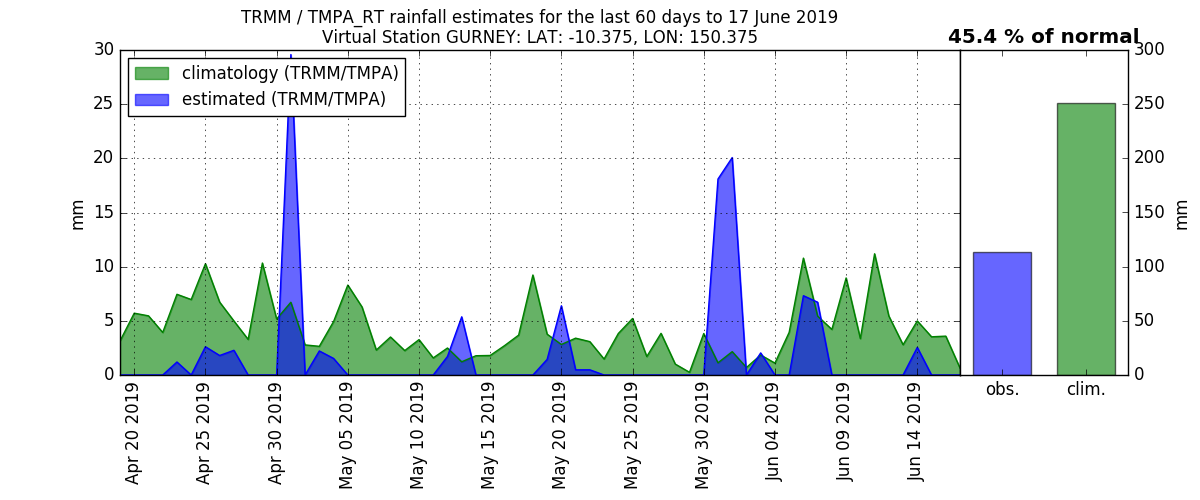 TRMM / TMPA_RT rainfall estimates for the last 60 days to 17 June 2019
Virtual Station GURNEY: LAT: -10.375, LON: 150.375
45.4 % of normal
climatology (TRMM/TMPA)
estimated (TRMM/TMPA)
30
25
20
15
10
5
0
mm
300
250
200
150
100
50
0
mm
Apr 20 2019
Apr 25 2019
Apr 30 2019
May 05 2019
May 10 2019
May 15 2019
May 20 2019
May 25 2019
May 30 2019
Jun 04 2019
Jun 09 2019
Jun 14 2019
obs.
clim.